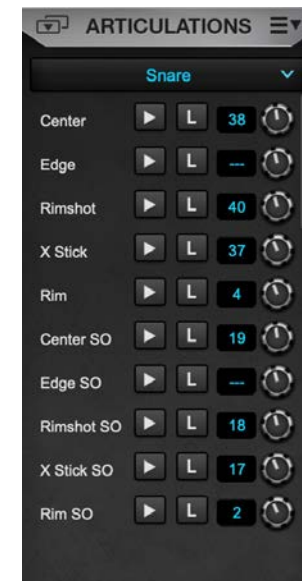 ARTICULATIONS
Snare
Center L 38
Edge L ---
Rimshot L 40
X Stick L 37
Rim L 4
Center SO L 19
Edge SO L ---
Rimshot SO L 18
X Stick SO L 17
Rim SO L 2